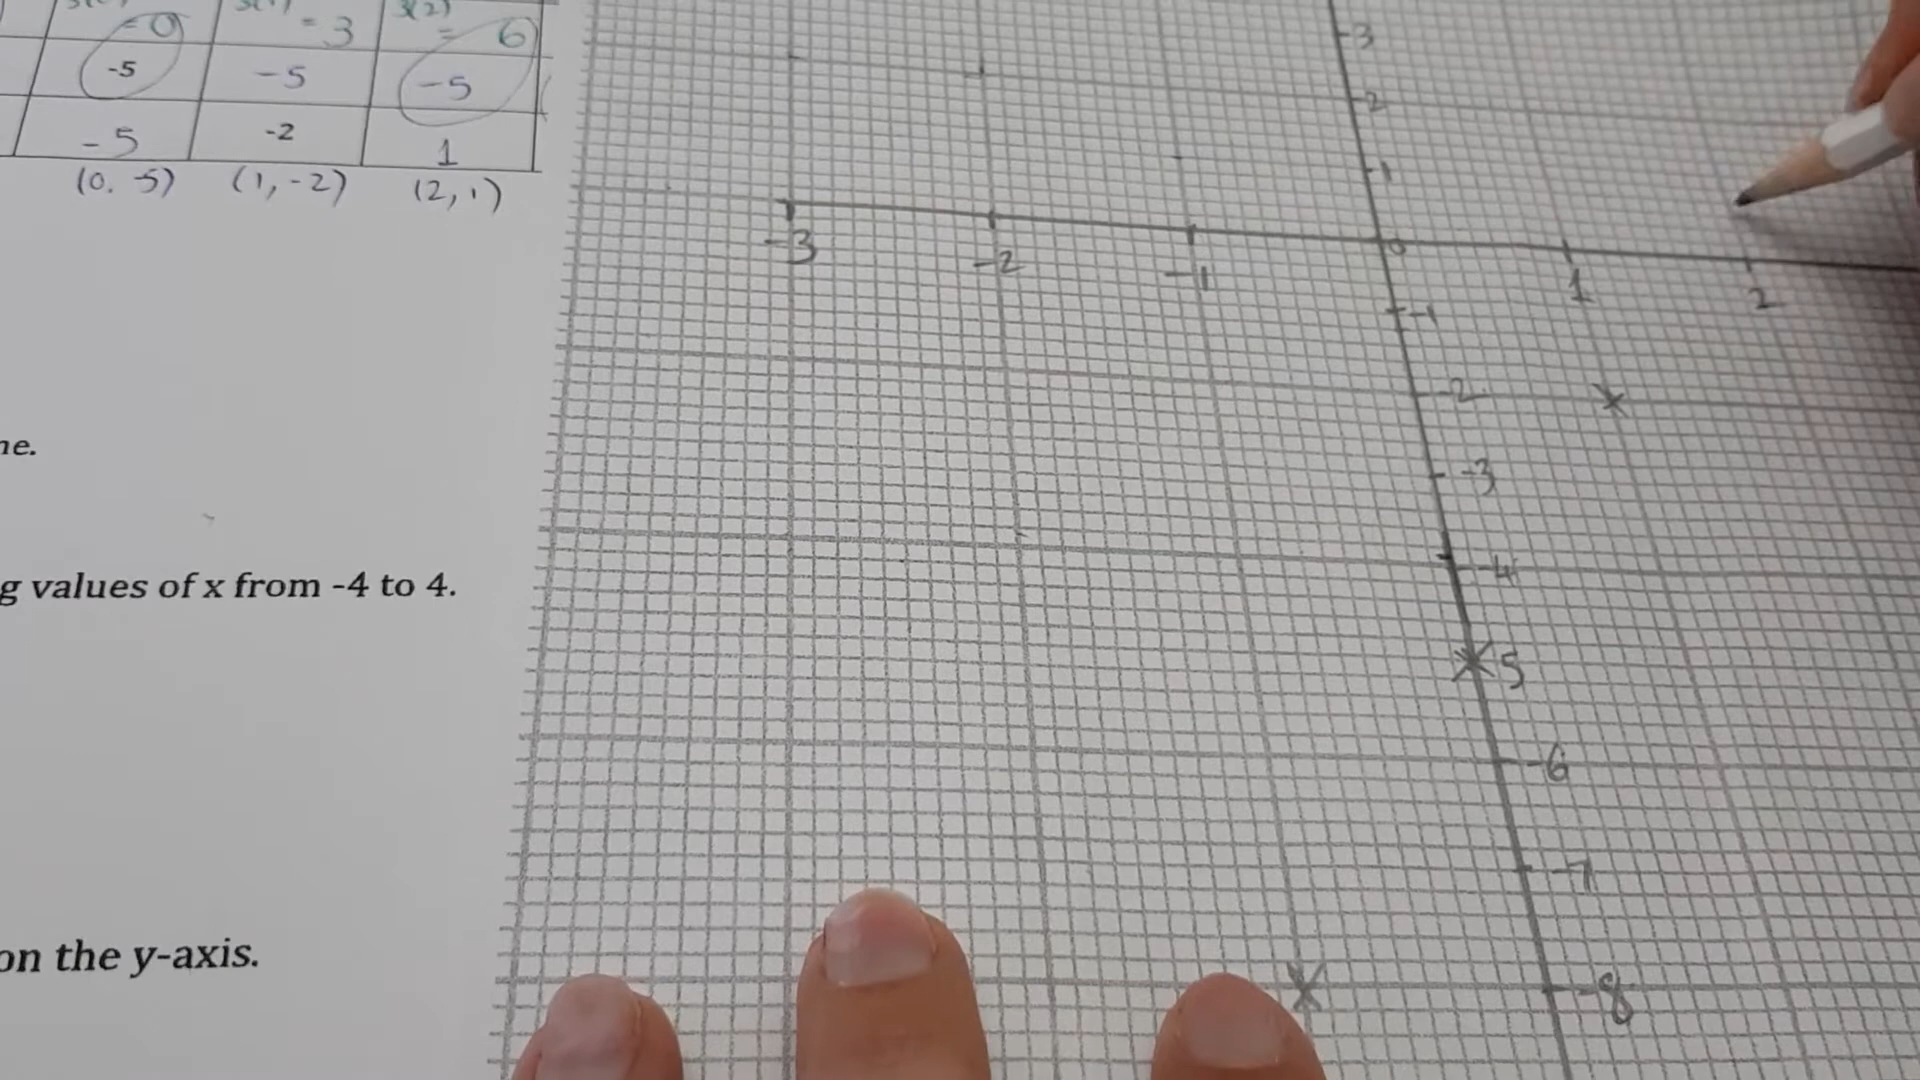 = 0 = 3 3(2) = 6
-5 -5 -5
-5 -2 1
(0. -5) (1, -2) (2, 1)
values of x from -4 to 4.
on the y-axis.
3
2
1
-3 -2 -1 0 1 2
-1
-2
-3
-4
5
-6
-7
-8